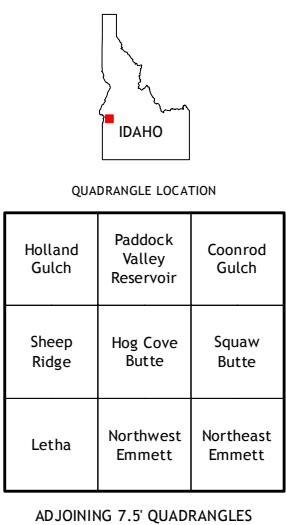 IDAHO
QUADRANGLE LOCATION
Holland
Gulch
Paddock
Valley
Reservoir
Coonrod
Gulch
Sheep
Ridge
Hog Cove
Butte
Squaw
Butte
Letha
Northwest
Emmett
Northeast
Emmett
ADJOINING 7.5' QUADRANGLES